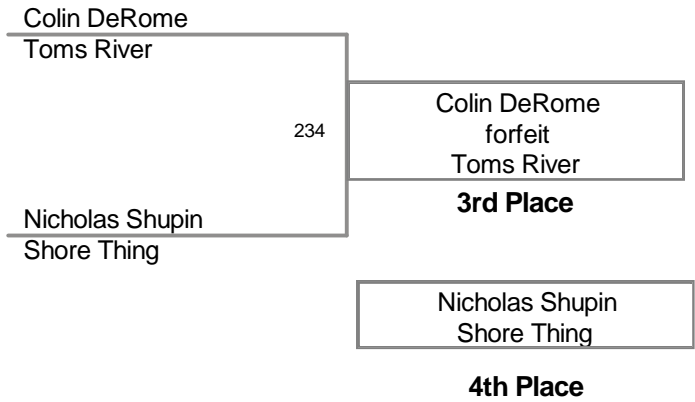 Colin DeRome
Toms River
234
Colin DeRome
forfeit
Toms River
3rd Place
Nicholas Shupin
Shore Thing
Nicholas Shupin
Shore Thing
4th Place